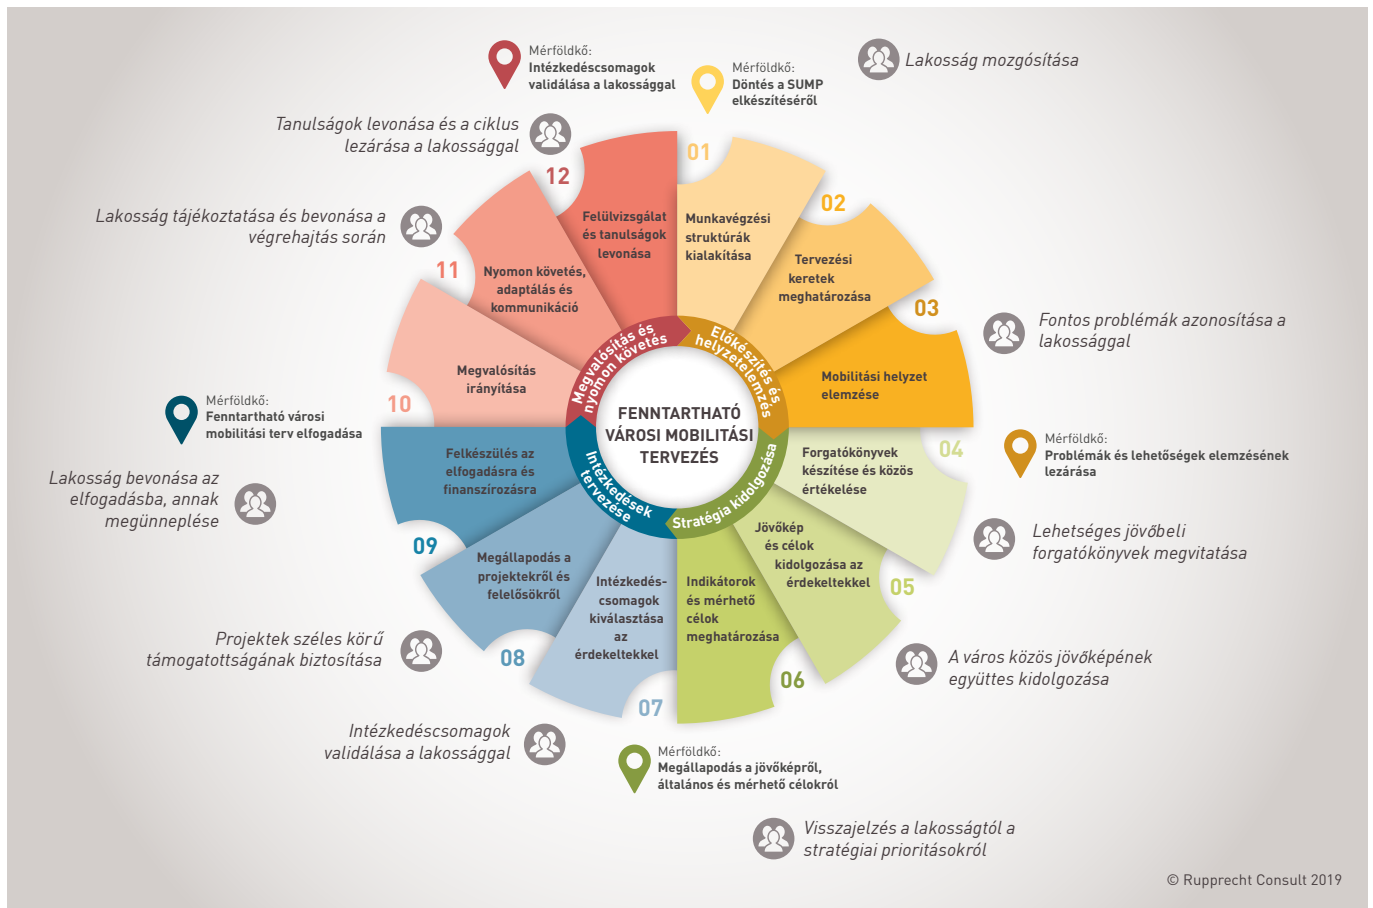 Mérföldkő:
Intézkedéscsomagok
validálása a lakossággal
Mérföldkő:
Döntés a SUMP
elkészítéséről
Lakosság mozgósítása
Tanulságok levonása és a ciklus
lezárása a lakossággal
Lakosság tájékoztatása és bevonása a
végrehajtás során
01
Munkavégzési
struktúrák
kialakítása
02
Tervezési
keretek
meghatározása
03
Mobilitási helyzet
elemzése
Fontos problémák azonosítása a
lakossággal
Mérföldkő:
Problémák és lehetőségek elemzésének
lezárása
04
Forgatókönyvek
készítése és közös
értékelése
Lehetséges jövőbeli
forgatókönyvek megvitatása
05
Jövőkép
és célok
kidolgozása az
érdekeltekkel
A város közös jövőképének
együttes kidolgozása
06
Indikátorok
és mérhető
célok
meghatározása
Mérföldkő:
Megállapodás a jövőképről,
általános és mérhető célokról
Visszajelzés a lakosságtól a
stratégiai prioritásokról
07
Intézkedés-
csomagok
kiválasztása
az
érdekeltekkel
Intézkedéscsomagok
validálása a lakossággal
08
Megállapodás a
projektekről és
felelősökről
Projektek széles körű
támogatottságának biztosítása
09
Felkészülés az
elfogadásra és
finanszírozásra
Lakosság bevonása az
elfogadásba, annak
megünneplése
Mérföldkő:
Fenntartható városi
mobilitási terv elfogadása
10
Megvalósítás
irányítása
11
Nyomon követés,
adaptálás és
kommunikáció
12
Felülvizsgálat
és tanulságok
levonása
Előkészítés és
helyzetelemzés
Stratégia kidolgozása
Intézkedések
tervezése
Megvalósítás és
nyomon követés
FENNTARTHATÓ
VÁROSI MOBILITÁSI
TERVEZÉS
© Rupprecht Consult 2019